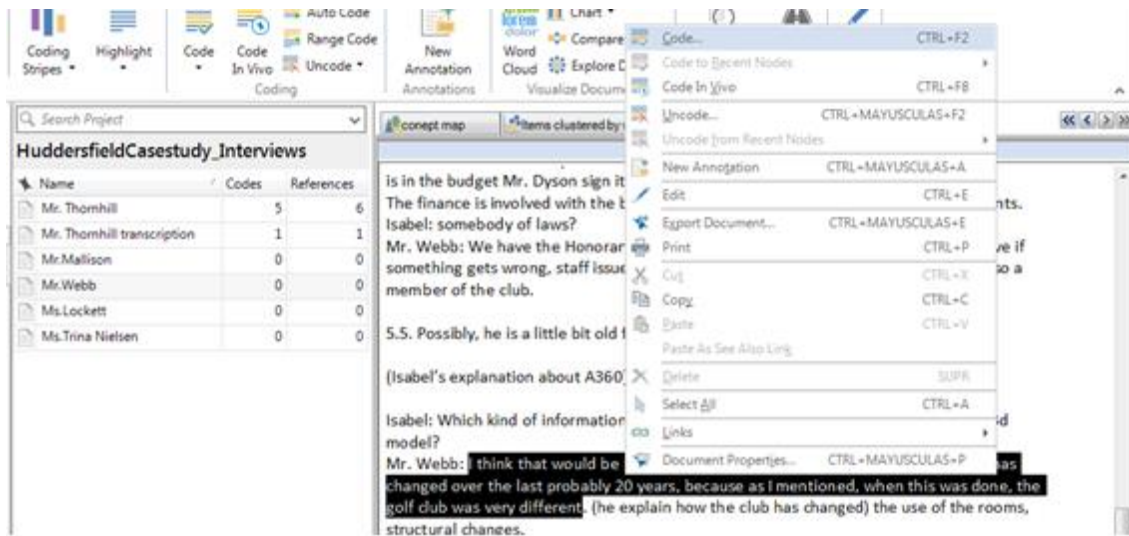 Auto Code
Chart
Coding Stripes
Highlight
Code
Code In Vivo
Range Code
Uncode
New Annotation
Word Cloud
Compare
Explore D
Coding
Annotations
Visualize Docum
Search Project
HuddersfieldCasestudy_Interviews
Name Codes References
Mr. Thornhill 5 6
Mr. Thornhill transcription 1 1
Mr.Mallison 0 0
Mr.Webb 0 0
Ms.Lockett 0 0
Ms.Trina Nielsen 0 0
conept map
Items clustered by
is in the budget Mr. Dyson sign it
The finance is involved with the b nts.
Isabel: somebody of laws?
Mr. Webb: We have the Honorar ve if
something gets wrong, staff issue so a
member of the club.
5.5. Possibly, he is a little bit old f
(Isabel's explanation about A360)
Isabel: Which kind of information d
model?
Mr. Webb: I think that would be has
changed over the last probably 20 years, because as I mentioned, when this was done, the
golf club was very different. (he explain how the club has changed) the use of the rooms,
structural changes.
Code... CTRL+F2
Code to Recent Nodes
Code In Vivo CTRL+F8
Uncode... CTRL+MAYUSCULAS+F2
Uncode from Recent Nodes
New Annotation CTRL+MAYUSCULAS+A
Edit CTRL+E
Export Document... CTRL+MAYUSCULAS+E
Print CTRL+P
Cut CTRL+X
Copy CTRL+C
Paste CTRL+V
Paste As See Also Link
Delete SUPR
Select All CTRL+A
Links
Document Properties... CTRL+MAYUSCULAS+P